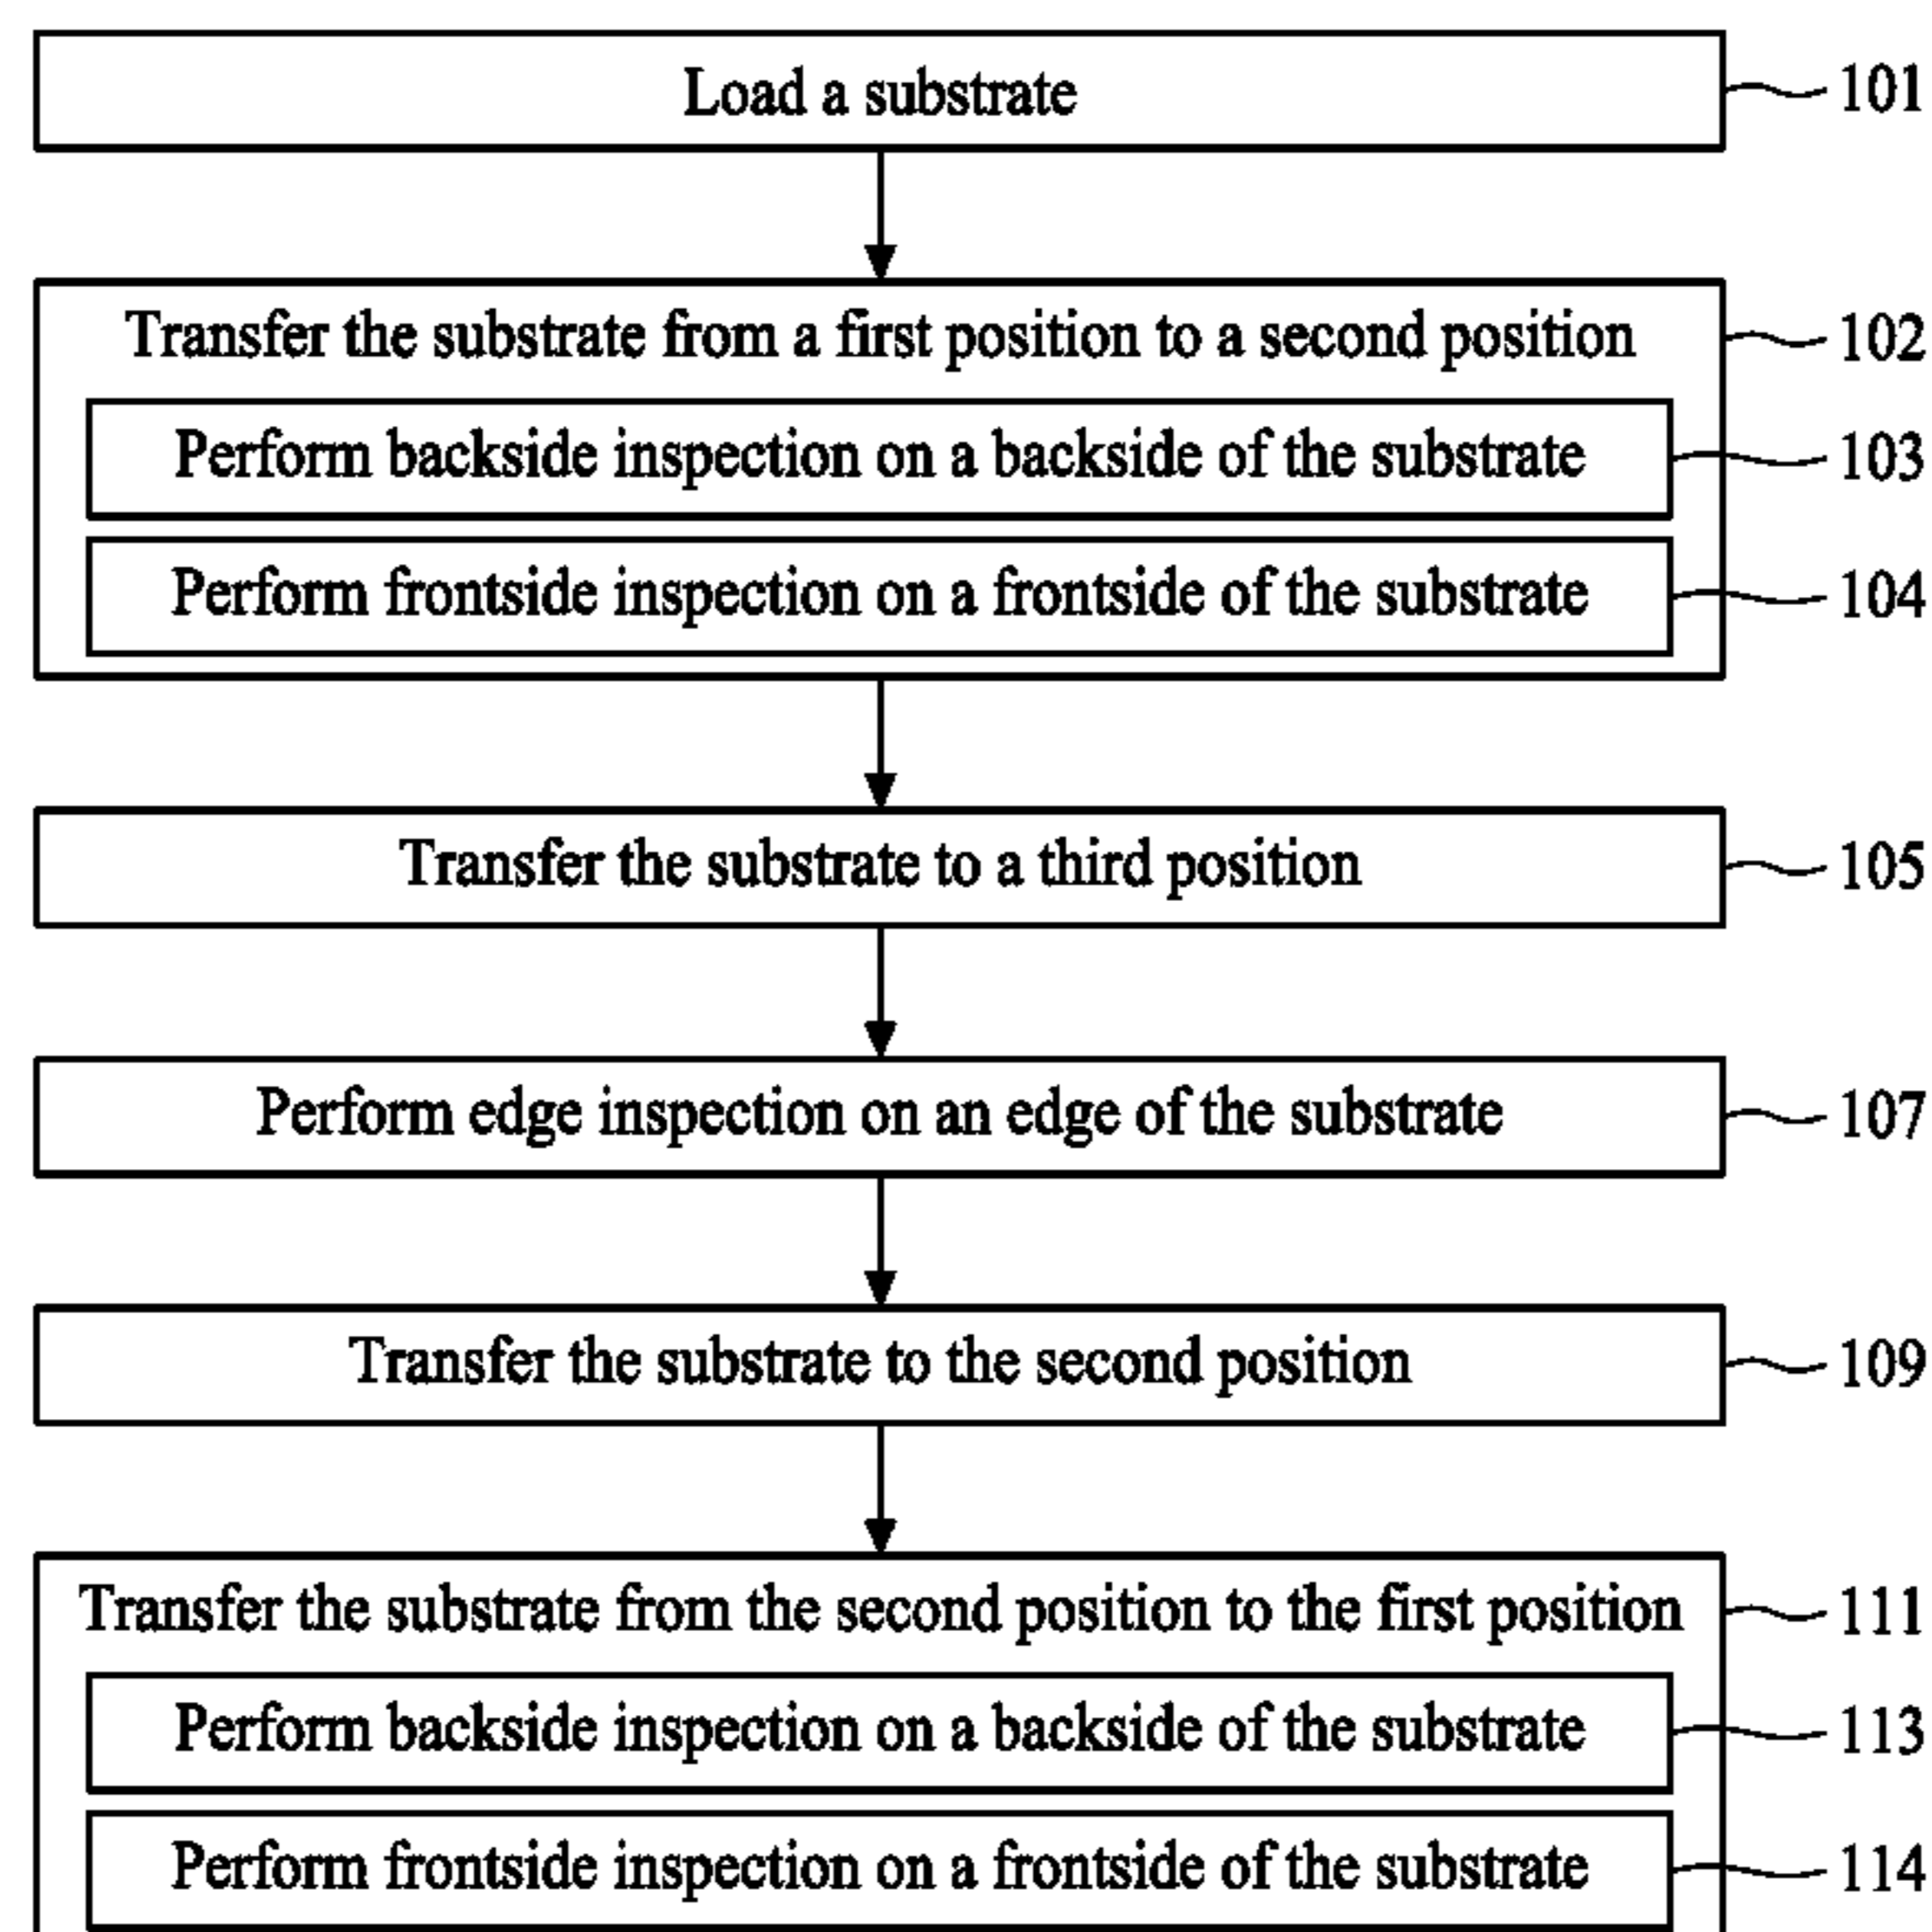 Load a substrate 101
Transfer the substrate from a first position to a second position 102
Perform backside inspection on a backside of the substrate 103
Perform frontside inspection on a frontside of the substrate 104
Transfer the substrate to a third position 105
Perform edge inspection on an edge of the substrate 107
Transfer the substrate to the second position 109
Transfer the substrate from the second position to the first position 111
Perform backside inspection on a backside of the substrate 113
Perform frontside inspection on a frontside of the substrate 114